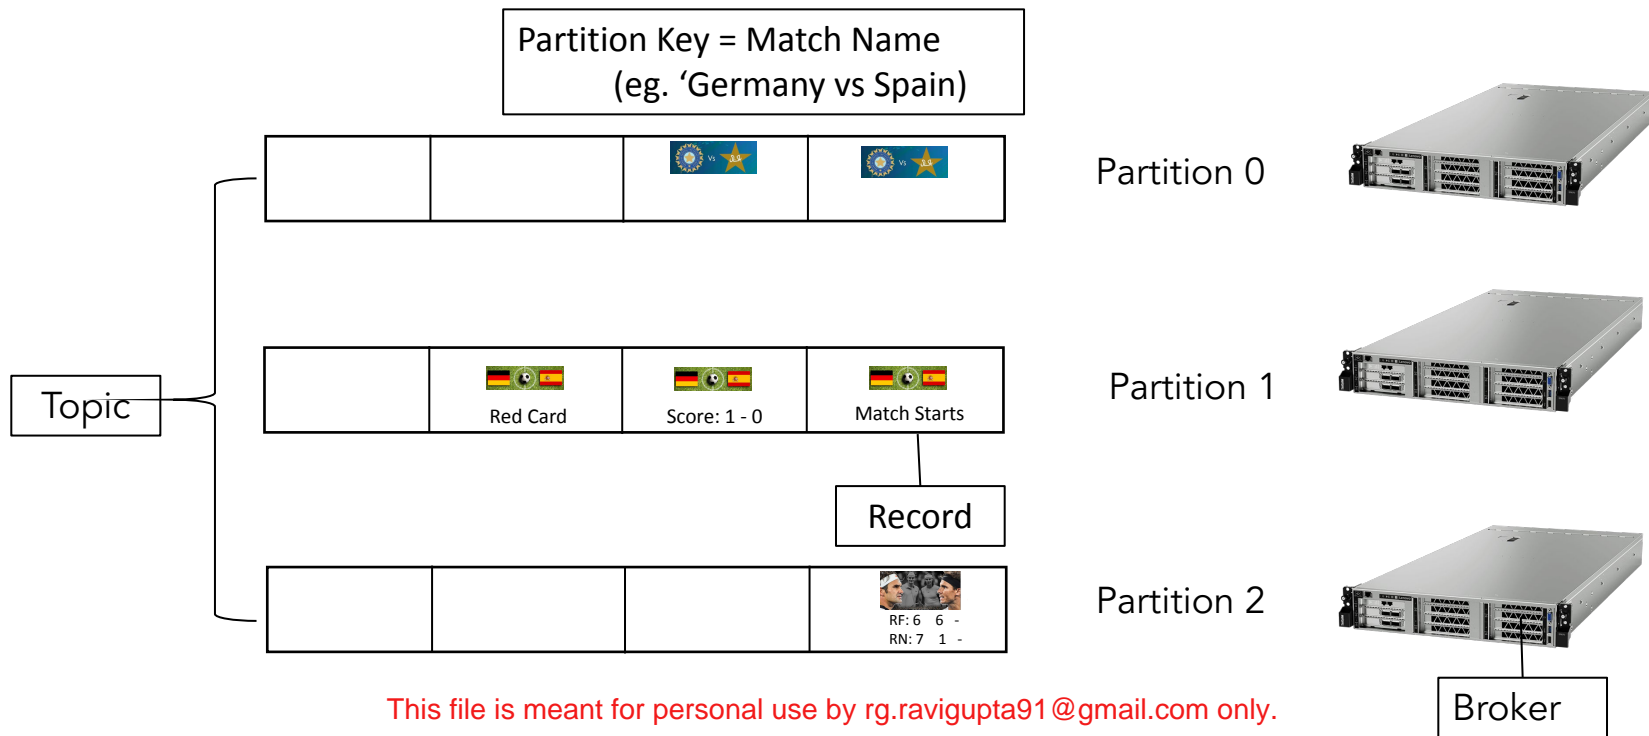 Partition Key = Match Name
(eg. ‘Germany vs Spain)
Vs
Vs
Partition 0
Topic
Red Card
Score: 1 - 0
Match Starts
Partition 1
Record
RF: 6 6 -
RN: 7 1 -
Partition 2
Broker
This file is meant for personal use by rg.ravigupta91@gmail.com only.